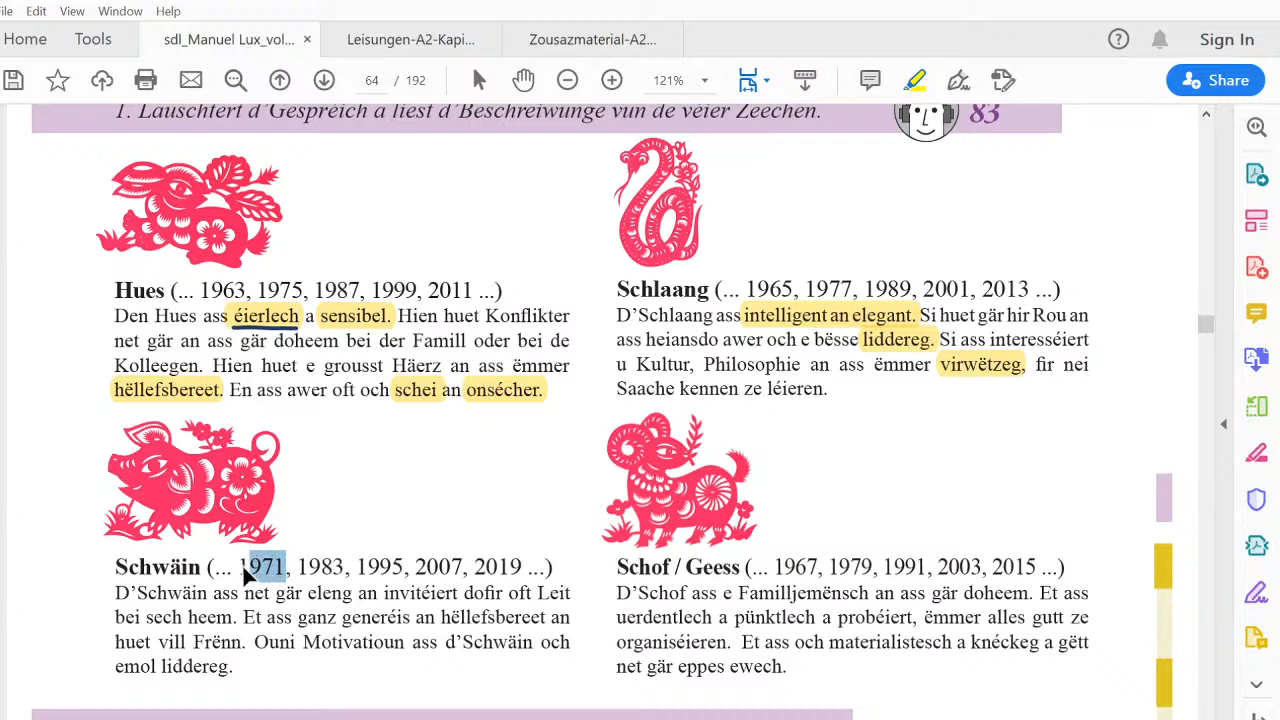 File Edit View Window Help
Home Tools sdl_Manuel Lux_vol... × Leisungen-A2-Kapi... Zousazmaterial-A2... Sign In
64 / 192 121% Share
1. Lauschtert d'Gespréich a liest d'Beschreiwunge vun de véier Zeechen. 83
Hues (... 1963, 1975, 1987, 1999, 2011 ...)
Den Hues ass éierlech a sensibel. Hien huet Konflikter
net gär an ass gär doheem bei der Famill oder bei de
Kolleegen. Hien huet e grousst Häerz an ass ëmmer
hëllefsbereet. En ass awer oft och schei an onsécher.
Schlaang (... 1965, 1977, 1989, 2001, 2013 ...)
D'Schlaang ass intelligent an elegant. Si huet gär hir Rou an
ass heiansdo awer och e bësse liddereg. Si ass interesséiert
u Kultur, Philosophie an ass ëmmer virwëtzeg, fir nei
Saache kennen ze léieren.
Schwäin (... 1971, 1983, 1995, 2007, 2019 ...)
D'Schwäin ass net gär eleng an invitéiert dofir oft Leit
bei sech heem. Et ass ganz generéis an hëllefsbereet an
huet vill Frënn. Ouni Motivatioun ass d'Schwäin och
emol liddereg.
Schof / Geess (... 1967, 1979, 1991, 2003, 2015 ...)
D'Schof ass e Familljemënsch an ass gär doheem. Et ass
uerdentlech a pünktlech a probéiert, ëmmer alles gutt ze
organiséieren. Et ass och materialistesch a knéckeg a gëtt
net gär eppes ewech.